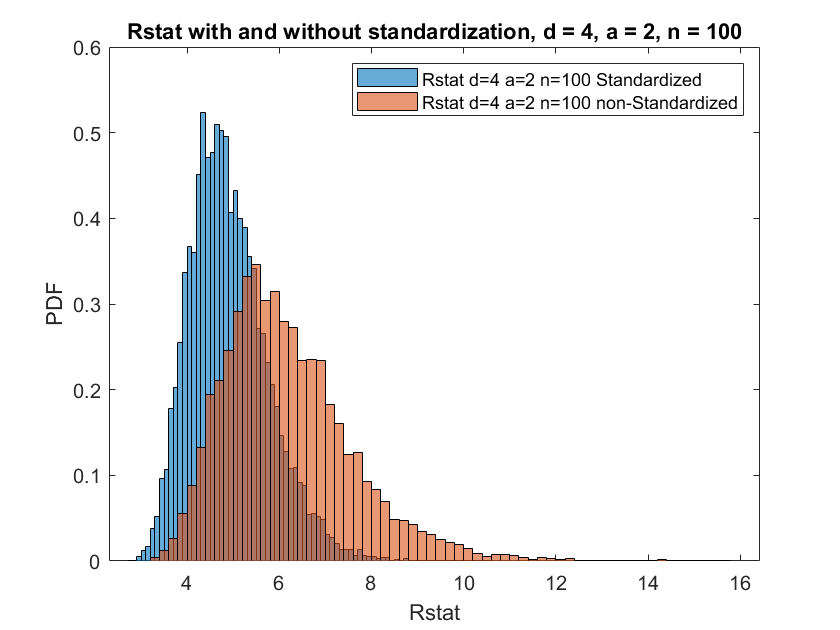 Rstat with and without standardization, d = 4, a = 2, n = 100
Rstat d=4 a=2 n=100 Standardized
Rstat d=4 a=2 n=100 non-Standardized
0.6
0.5
0.4
0.3
0.2
0.1
0
PDF
4 6 8 10 12 14 16
Rstat